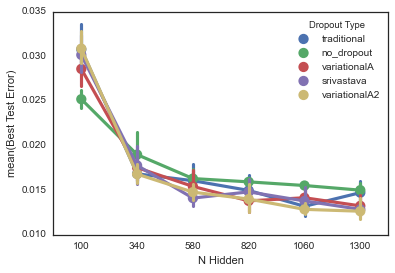 0.035
0.030
0.025
0.020
0.015
0.010
mean(Best Test Error)
Dropout Type
traditional
no_dropout
variationalA
srivastava
variationalA2
100 340 580 820 1060 1300
N Hidden